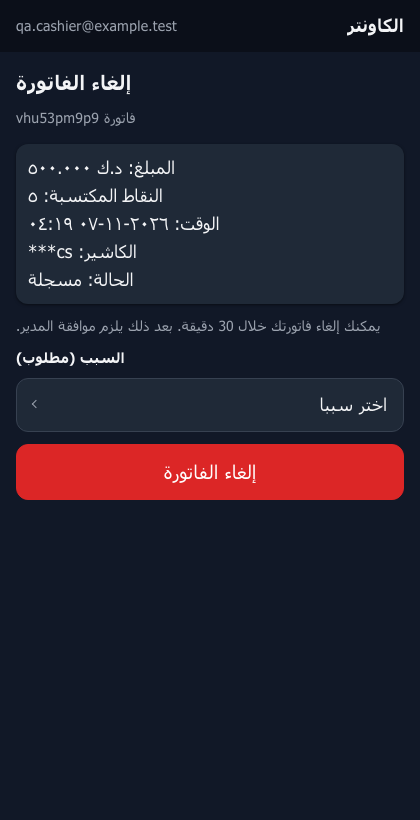 الكاونتر
qa.cashier@example.test
إلغاء الفاتورة
فاتورة vhu53pm9p9
المبلغ: د.ك ٥٠٠.٠٠٠
النقاط المكتسبة: ٥
الوقت: ٢٠٢٦-١١-٠٧ ٠٤:١٩
الكاشير: cs***
الحالة: مسجلة
يمكنك إلغاء فاتورتك خلال 30 دقيقة. بعد ذلك يلزم موافقة المدير.
السبب (مطلوب)
اختر سببا
إلغاء الفاتورة